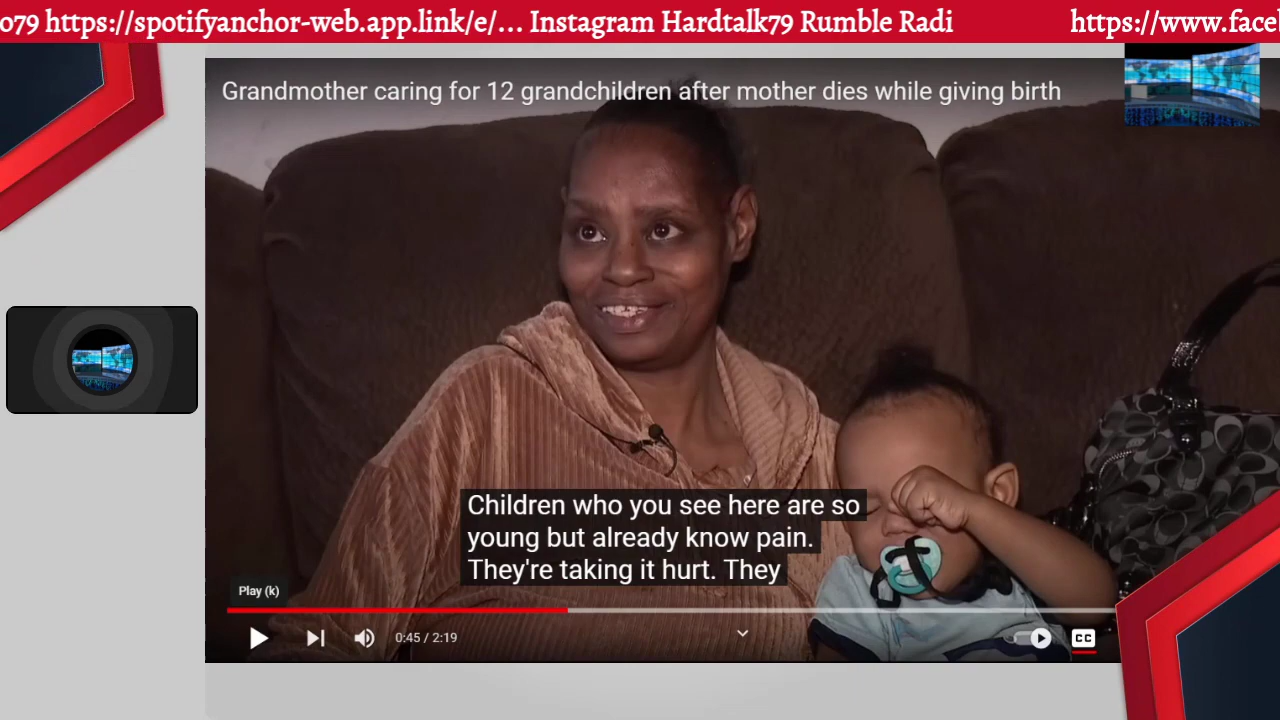 o79 https://spotifyanchor-web.app.link/e/... Instagram Hardtalk79 Rumble Radi https://www.faceb
Grandmother caring for 12 grandchildren after mother dies while giving birth
Children who you see here are so
young but already know pain.
They're taking it hurt. They
Play (k)
0:45 / 2:19
CC